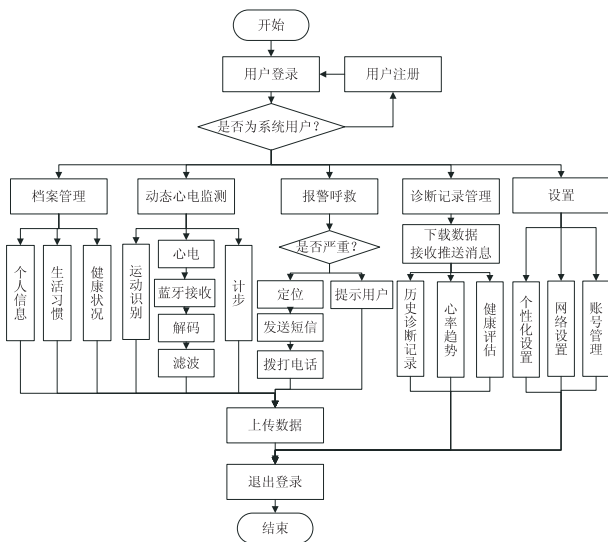 开始
用户登录
用户注册
是否为系统用户?
档案管理
动态心电监测
报警呼救
诊断记录管理
设置
个人信息
生活习惯
健康状况
运动识别
心电
蓝牙接收
解码
滤波
计步
是否严重?
定位
发送短信
拨打电话
提示用户
下载数据
接收推送消息
历史诊断记录
心率趋势
健康评估
个性化设置
网络设置
账号管理
上传数据
退出登录
结束